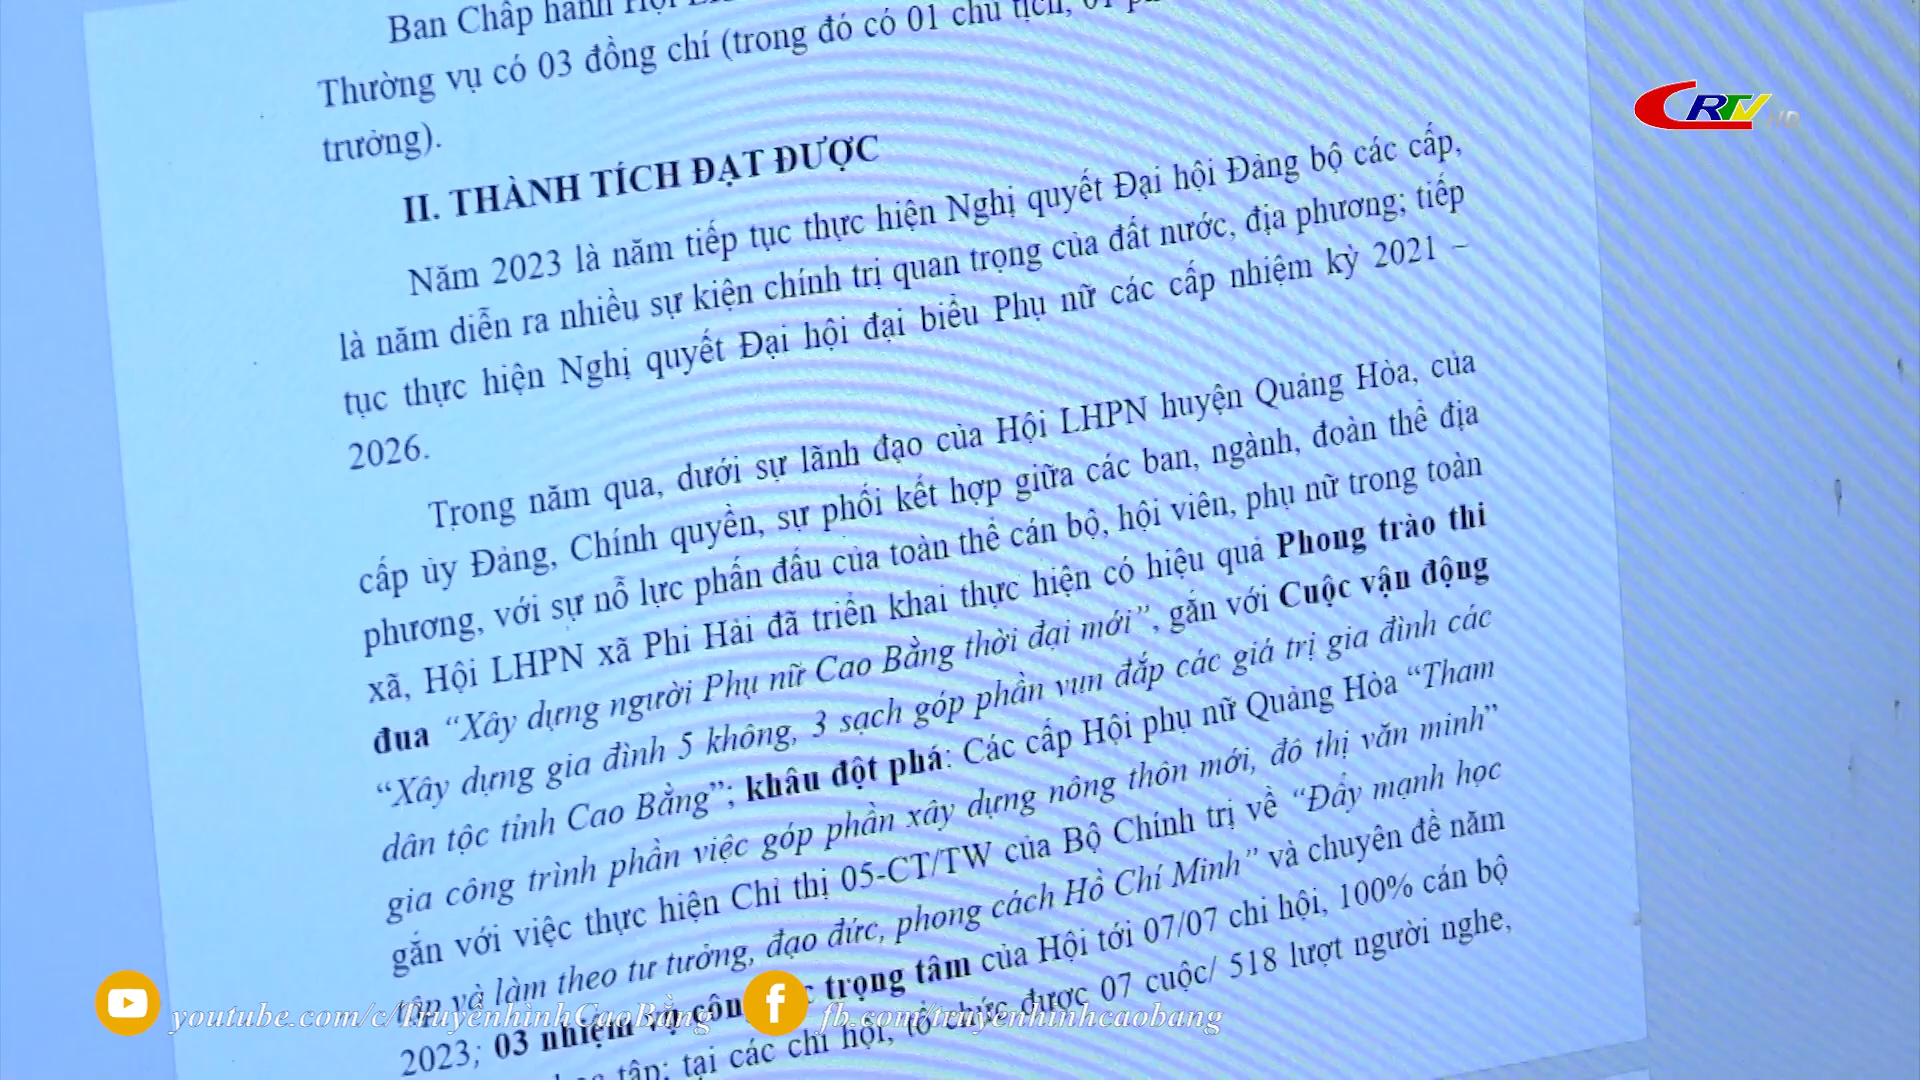 Ban Chấp hành
Thường vụ có 03 đồng chí (trong đó có 01 chủ tịch, 01
trưởng).
II. THÀNH TÍCH ĐẠT ĐƯỢC
Năm 2023 là năm tiếp tục thực hiện Nghị quyết Đại hội Đảng bộ các cấp,
là năm diễn ra nhiều sự kiện chính trị quan trọng của đất nước, địa phương; tiếp
tục thực hiện Nghị quyết Đại hội đại biểu Phụ nữ các cấp nhiệm kỳ 2021 –
2026.
Trong năm qua, dưới sự lãnh đạo của Hội LHPN huyện Quảng Hòa, của
cấp ủy Đảng, Chính quyền, sự phối kết hợp giữa các ban, ngành, đoàn thể địa
phương, với sự nỗ lực phấn đấu của toàn thể cán bộ, hội viên, phụ nữ trong toàn
xã, Hội LHPN xã Phi Hải đã triển khai thực hiện có hiệu quả Phong trào thi
đua “Xây dựng người Phụ nữ Cao Bằng thời đại mới”, gắn với Cuộc vận động
“Xây dựng gia đình 5 không, 3 sạch góp phần vun đắp các giá trị gia đình các
dân tộc tỉnh Cao Bằng”; khâu đột phá: Các cấp Hội phụ nữ Quảng Hòa “Tham
gia công trình phần việc góp phần xây dựng nông thôn mới, đô thị văn minh”
gắn với việc thực hiện Chỉ thị 05-CT/TW của Bộ Chính trị về “Đẩy mạnh học
tập và làm theo tư tưởng, đạo đức, phong cách Hồ Chí Minh” và chuyên đề năm
2023; 03 nhiệm vụ trọng tâm của Hội tới 07/07 chi hội, 100% cán bộ
tập; tại các chi hội, tổ chức được 07 cuộc/ 518 lượt người nghe,
CRTV HD
youtube.com/c/TruyềnhìnhCaoBằng
fb.com/truyenhinhcaobang